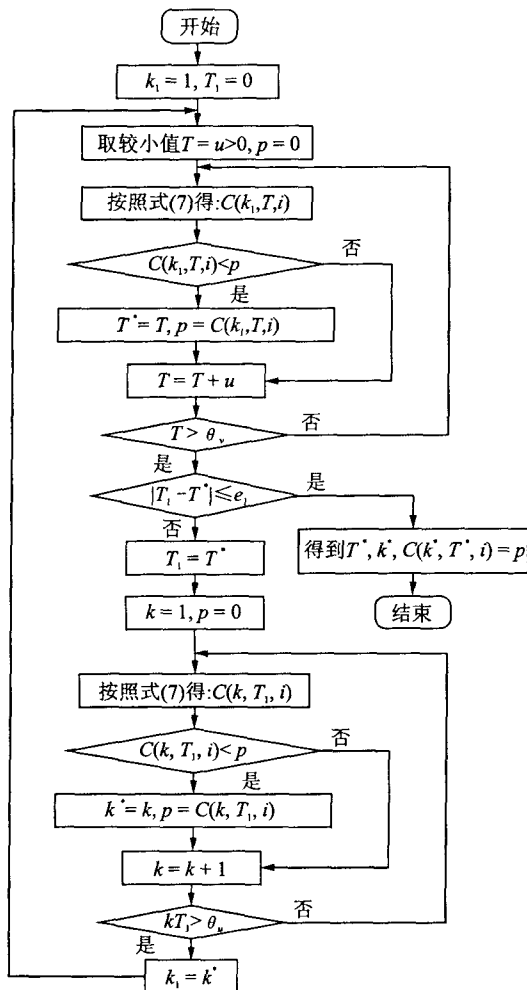 开始
k₁ = 1, T₁ = 0
取较小值T = u>0, p = 0
按照式(7)得:C(k₁,T,i)
C(k₁,T,i)<p
否
是
T* = T, p = C(k₁,T,i)
T = T + u
T > θᵥ
否
是
|T₁ − T*| ≤ e₁
是
否
得到T*, k*, C(k*, T*, i) = p
T₁ = T*
结束
k = 1, p = 0
按照式(7)得:C(k, T₁, i)
C(k, T₁, i)< p
否
是
k* = k, p = C(k, T₁, i)
k = k + 1
kT₁> θᵤ
否
是
k₁ = k*